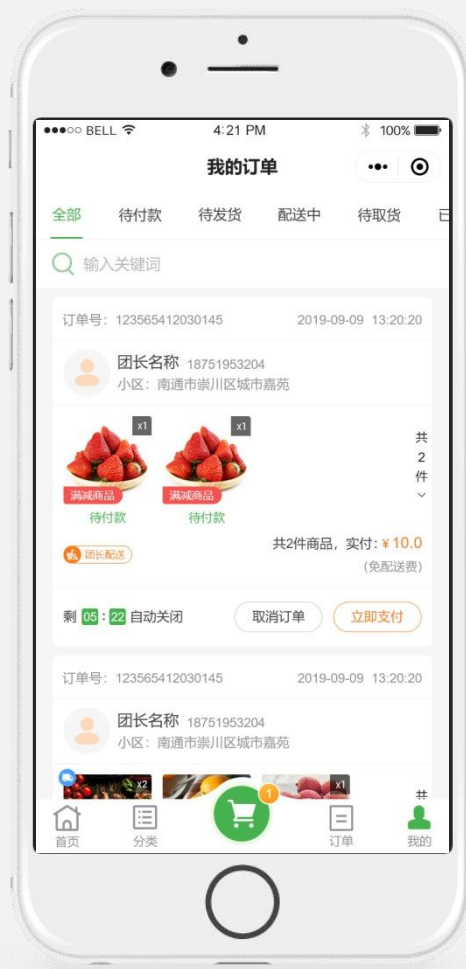 ●●●○○ BELL 4:21 PM 100%
我的订单
全部 待付款 待发货 配送中 待取货 已
输入关键词
订单号：123565412030145 2019-09-09 13:20:20
团长名称 18751953204
小区：南通市崇川区城市嘉苑
x1 x1
满减商品 满减商品
待付款 待付款
共
2
件
团长配送
共2件商品，实付：¥10.0
(免配送费)
剩 05 : 22 自动关闭 取消订单 立即支付
订单号：123565412030145 2019-09-09 13:20:20
团长名称 18751953204
小区：南通市崇川区城市嘉苑
x2 x1 共
1
首页 分类 订单 我的